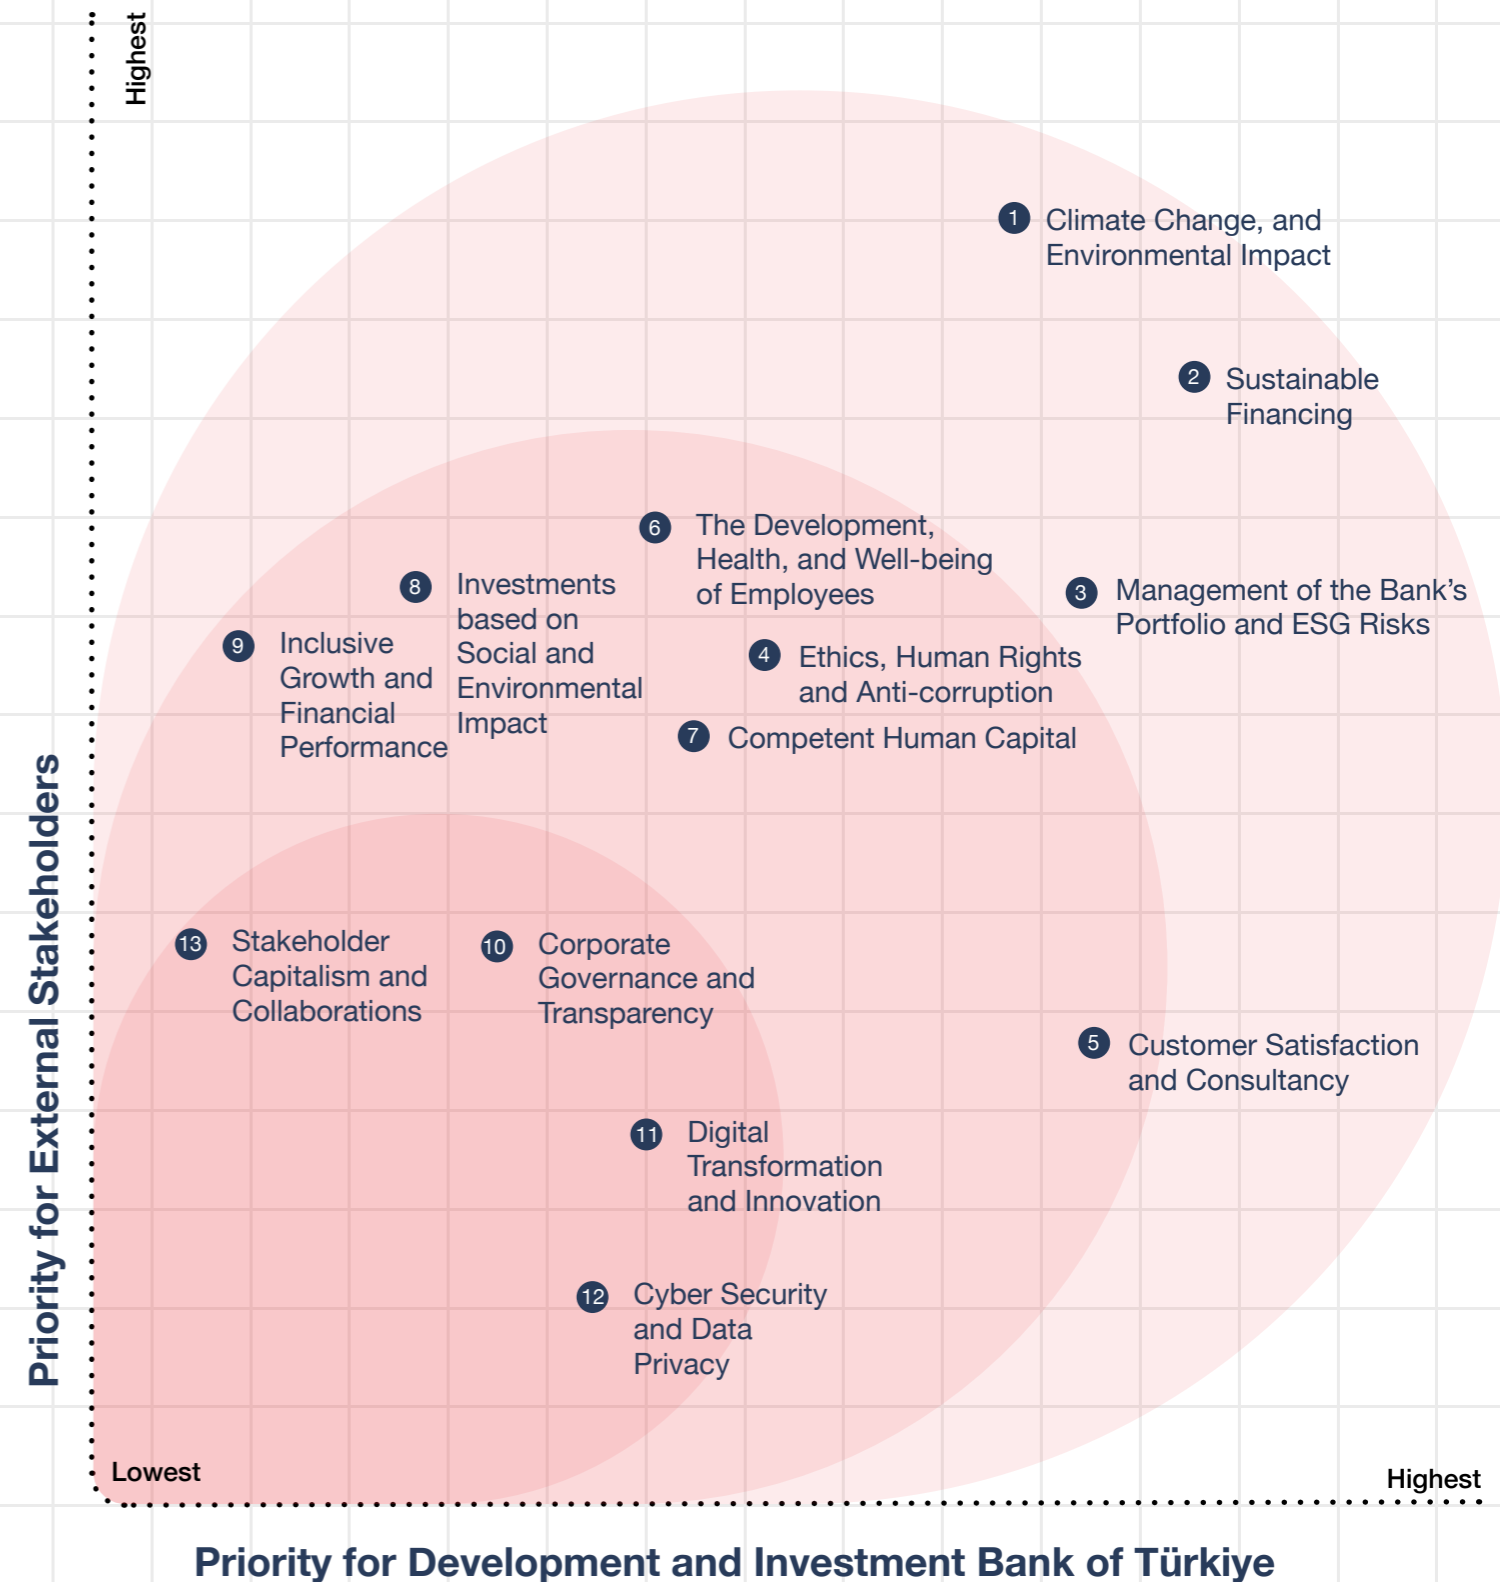 Highest
1 Climate Change, and
Environmental Impact
2 Sustainable
Financing
6 The Development,
Health, and Well-being
of Employees
8 Investments
based on
Social and
Environmental
Impact
3 Management of the Bank’s
Portfolio and ESG Risks
9 Inclusive
Growth and
Financial
Performance
4 Ethics, Human Rights
and Anti-corruption
7 Competent Human Capital
Priority for External Stakeholders
13 Stakeholder
Capitalism and
Collaborations
10 Corporate
Governance and
Transparency
5 Customer Satisfaction
and Consultancy
11 Digital
Transformation
and Innovation
12 Cyber Security
and Data
Privacy
Lowest
Highest
Priority for Development and Investment Bank of Türkiye